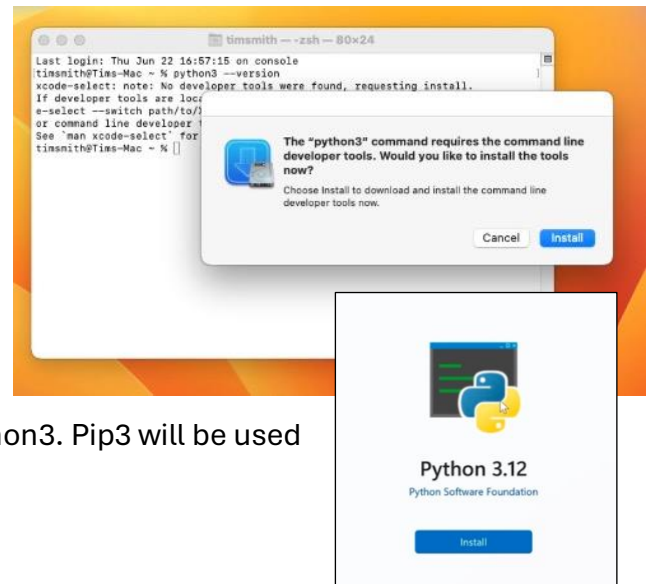 timsmith — -zsh — 80×24
Last login: Thu Jun 22 16:57:15 on console
timsmith@Tims-Mac ~ % python3 --version
xcode-select: note: No developer tools were found, requesting install.
If developer tools are loca
e-select --switch path/to/X
or command line developer t
See `man xcode-select` for
timsmith@Tims-Mac ~ %
The "python3" command requires the command line
developer tools. Would you like to install the tools
now?
Choose Install to download and install the command line
developer tools now.
Cancel Install
on3. Pip3 will be used
Python 3.12
Python Software Foundation
Install